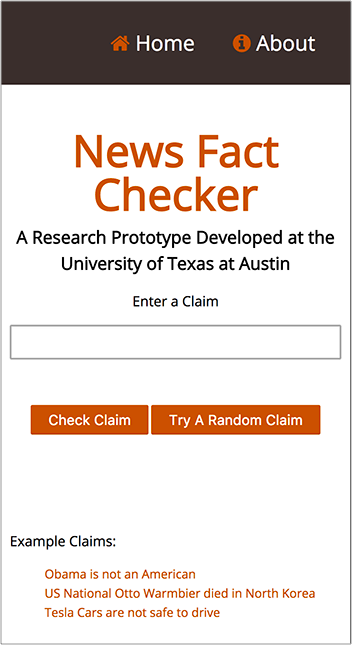 Home About
News Fact
Checker
A Research Prototype Developed at the
University of Texas at Austin
Enter a Claim
Check Claim Try A Random Claim
Example Claims:
Obama is not an American
US National Otto Warmbier died in North Korea
Tesla Cars are not safe to drive